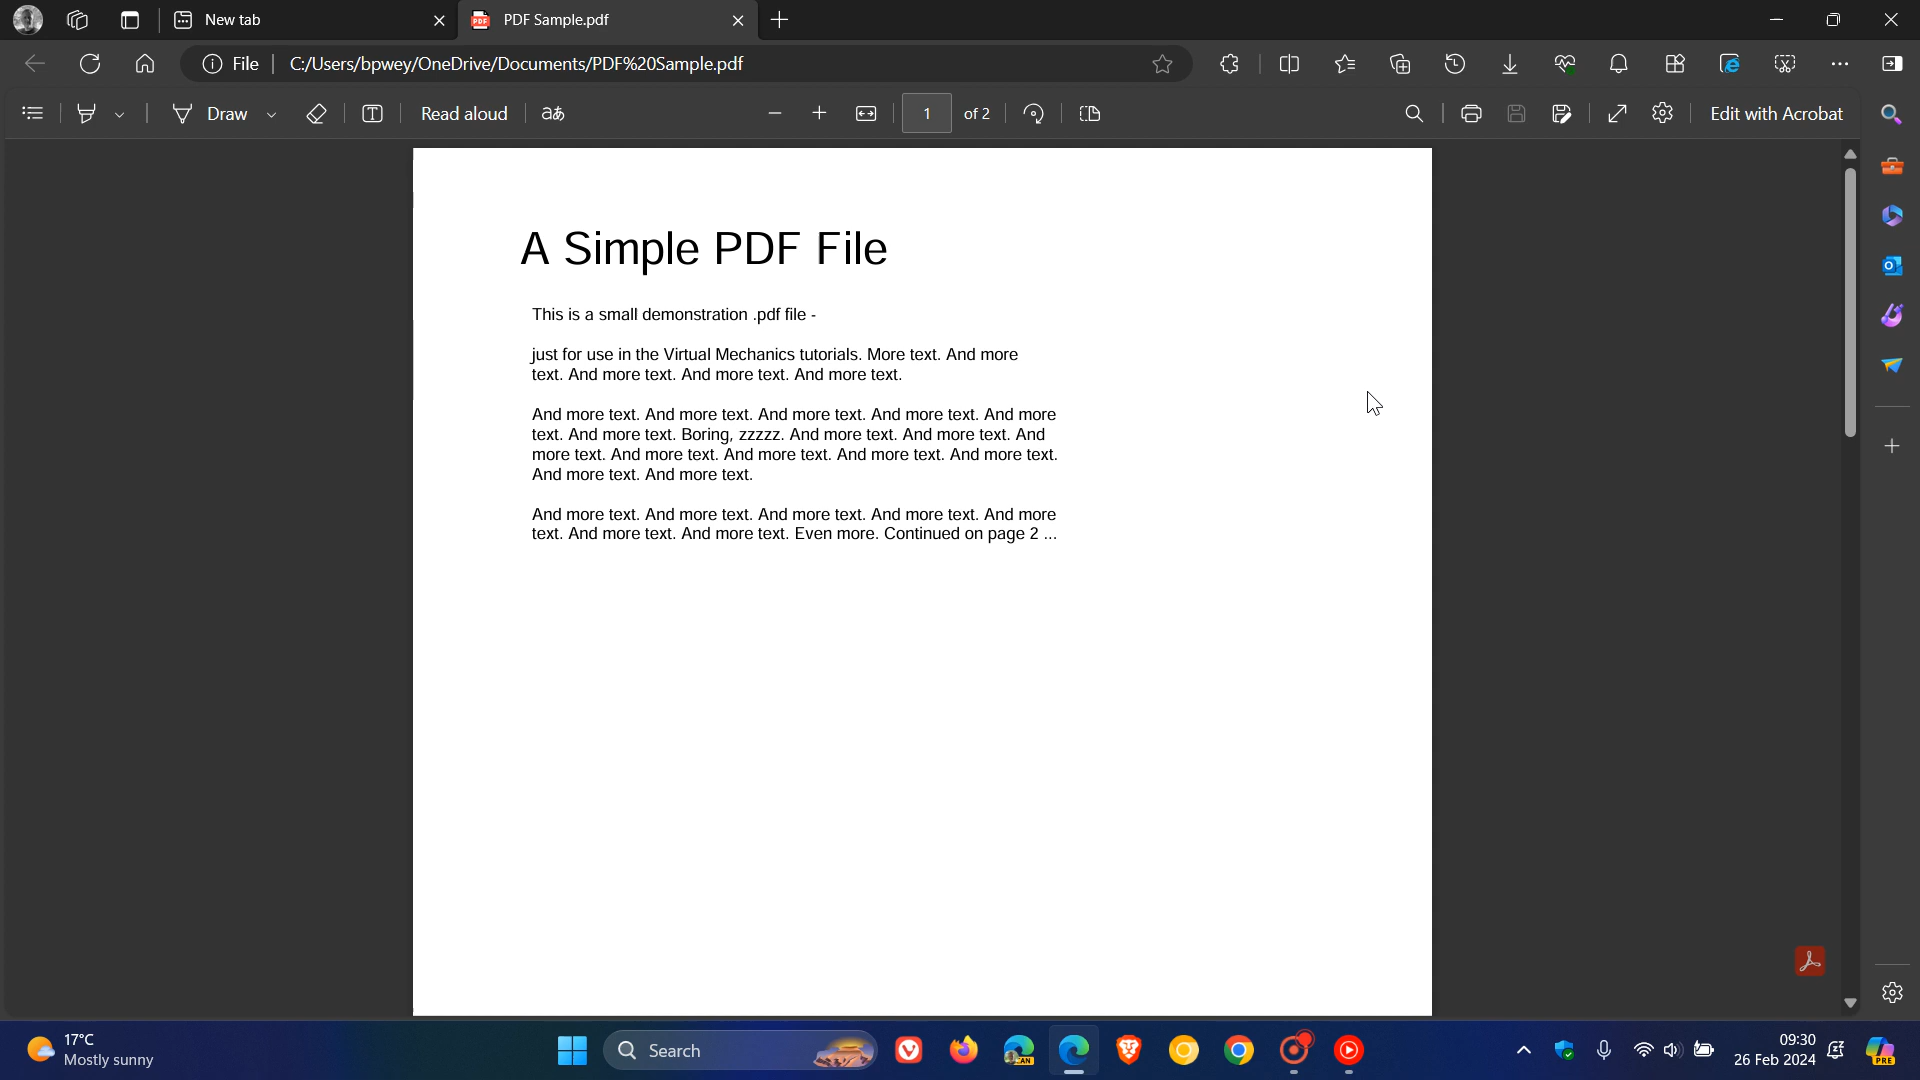 New tab
PDF Sample.pdf
File
C:/Users/bpwey/OneDrive/Documents/PDF%20Sample.pdf
Draw
Read aloud
aあ
1 of 2
Edit with Acrobat
A Simple PDF File
This is a small demonstration .pdf file -
just for use in the Virtual Mechanics tutorials. More text. And more
text. And more text. And more text. And more text.
And more text. And more text. And more text. And more text. And more
text. And more text. Boring, zzzzz. And more text. And more text. And
more text. And more text. And more text. And more text. And more text.
And more text. And more text.
And more text. And more text. And more text. And more text. And more
text. And more text. And more text. Even more. Continued on page 2 ...
17°C
Mostly sunny
Search
09:30
26 Feb 2024
PRE